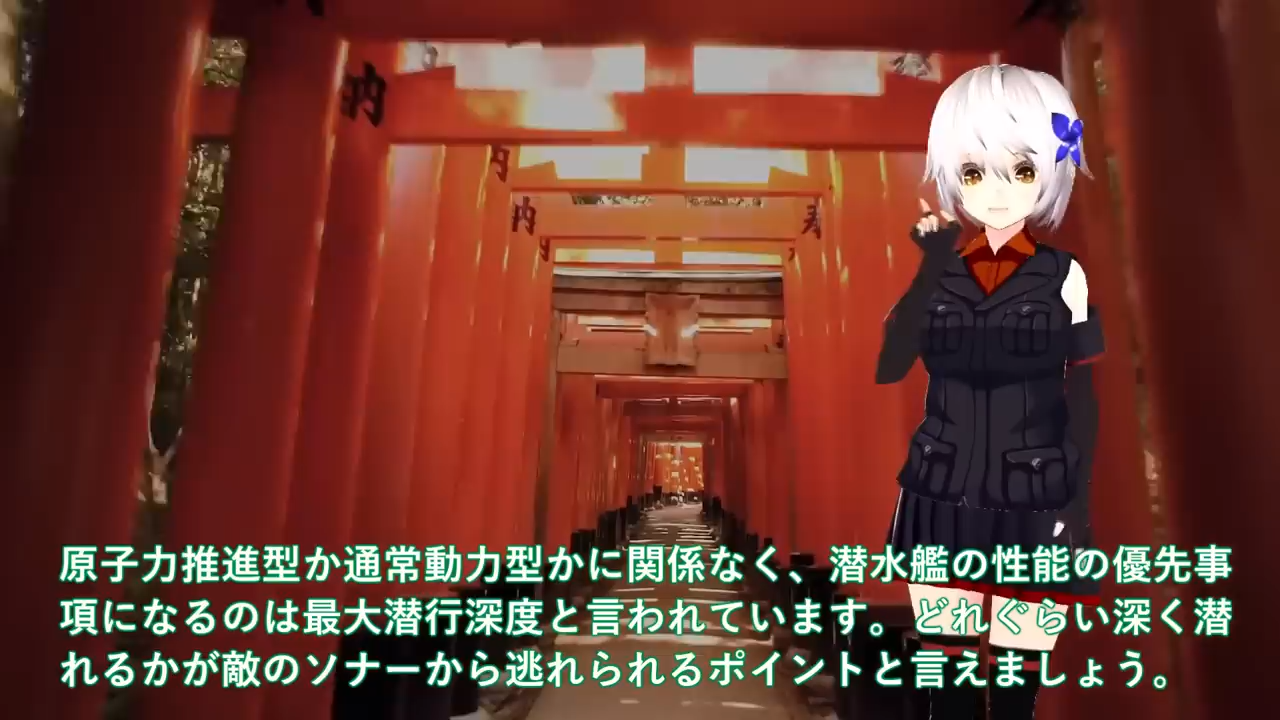 納
納
納
寿
原子力推進型か通常動力型かに関係なく、潜水艦の性能の優先事
項になるのは最大潜行深度と言われています。どれぐらい深く潜
れるかが敵のソナーから逃れられるポイントと言えましょう。